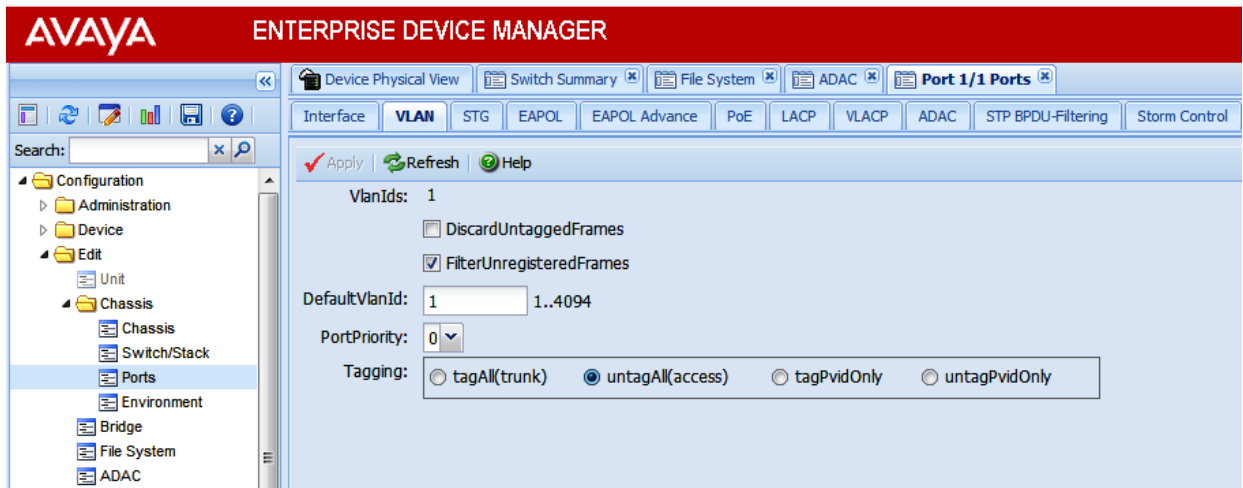 AVAYA ENTERPRISE DEVICE MANAGER
Device Physical View Switch Summary File System ADAC Port 1/1 Ports
Interface VLAN STG EAPOL EAPOL Advance PoE LACP VLACP ADAC STP BPDU-Filtering Storm Control
Search:
Configuration
Administration
Device
Edit
Unit
Chassis
Chassis
Switch/Stack
Ports
Environment
Bridge
File System
ADAC
Apply Refresh Help
VlanIds: 1
DiscardUntaggedFrames
FilterUnregisteredFrames
DefaultVlanId: 1 1..4094
PortPriority: 0
Tagging: tagAll(trunk) untagAll(access) tagPvidOnly untagPvidOnly